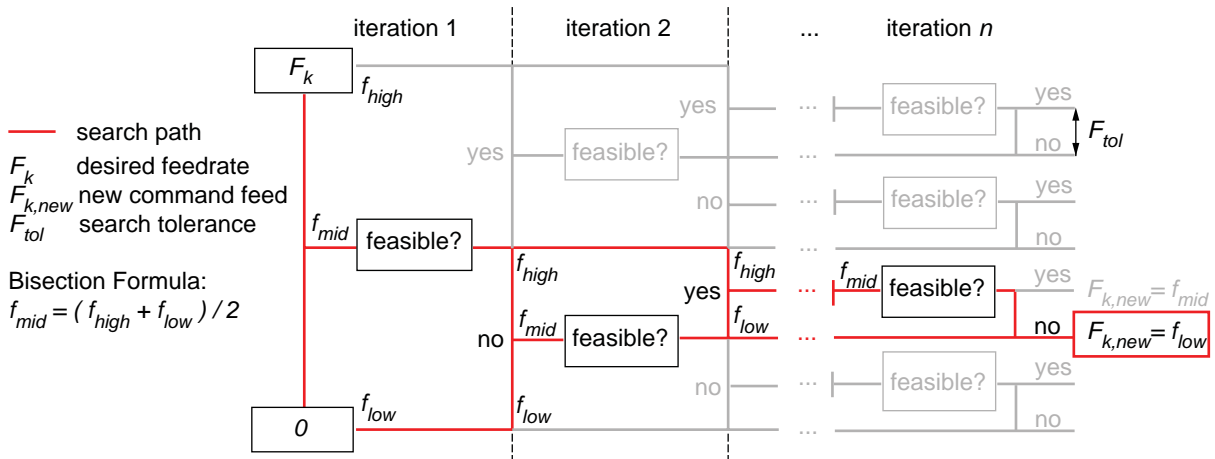 iteration 1
iteration 2
...
iteration n
F_k
f_high
search path
F_k desired feedrate
F_k,new new command feed
F_tol search tolerance
Bisection Formula:
f_mid = ( f_high + f_low ) / 2
f_mid
feasible?
0
f_low
yes
no
f_high
f_mid
feasible?
f_low
yes
no
yes
no
f_high
f_low
...
feasible?
yes
no
F_tol
...
...
feasible?
yes
no
...
...
f_mid
feasible?
yes
F_k,new = f_mid
no
F_k,new = f_low
...
...
feasible?
yes
no
...